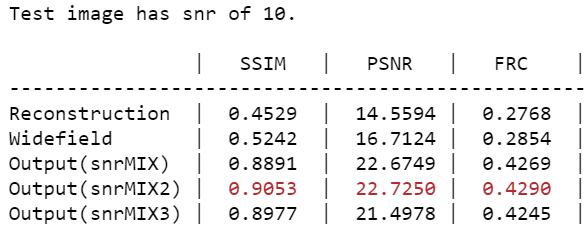 Test image has snr of 10.
| SSIM | PSNR | FRC |
------------------------------------------------
Reconstruction | 0.4529 | 14.5594 | 0.2768 |
Widefield | 0.5242 | 16.7124 | 0.2854 |
Output(snrMIX) | 0.8891 | 22.6749 | 0.4269 |
Output(snrMIX2) | 0.9053 | 22.7250 | 0.4290 |
Output(snrMIX3) | 0.8977 | 21.4978 | 0.4245 |